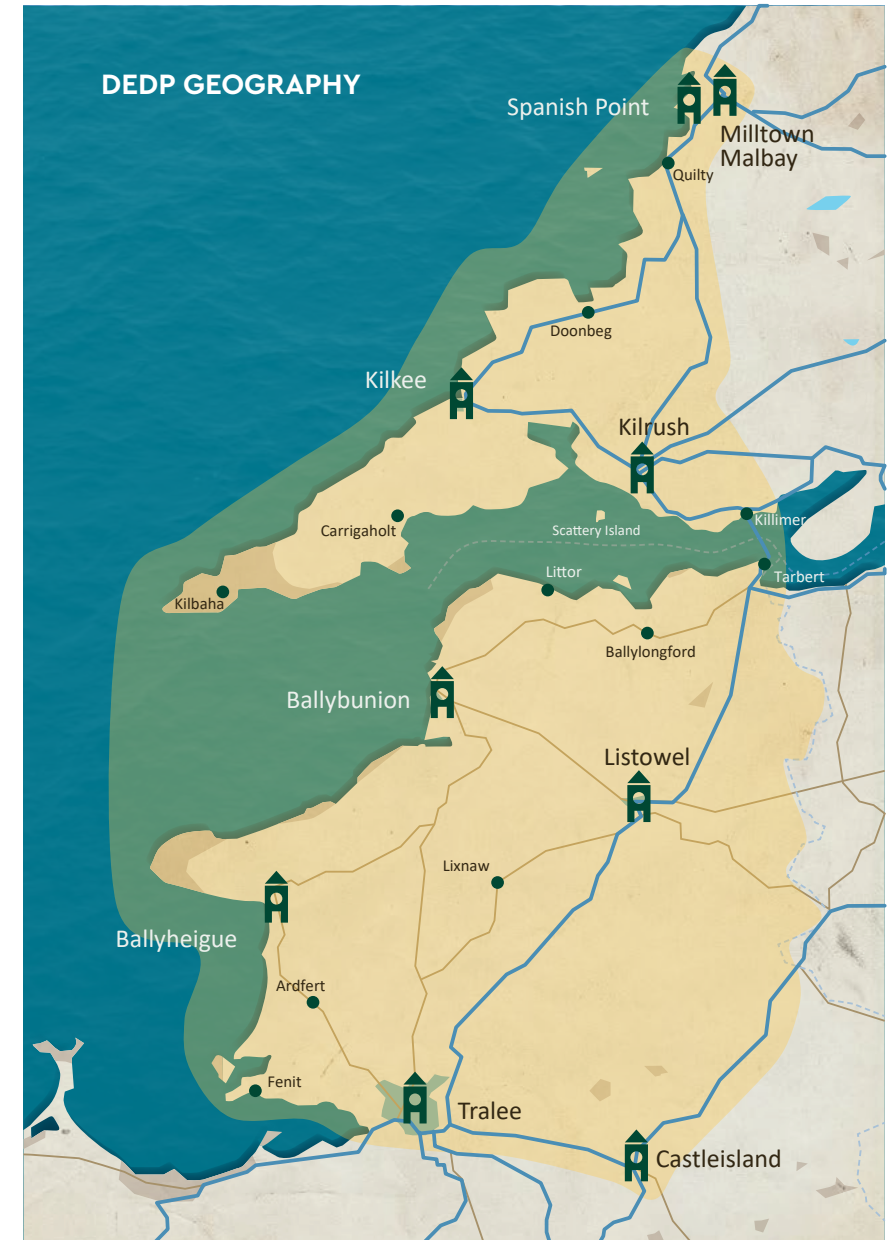 DEDP GEOGRAPHY
Spanish Point
Milltown
Malbay
Quilty
Doonbeg
Kilkee
Kilrush
Carrigaholt
Scattery Island
Killimer
Littor
Tarbert
Kilbaha
Ballylongford
Ballybunion
Listowel
Lixnaw
Ballyheigue
Ardfert
Fenit
Tralee
Castleisland